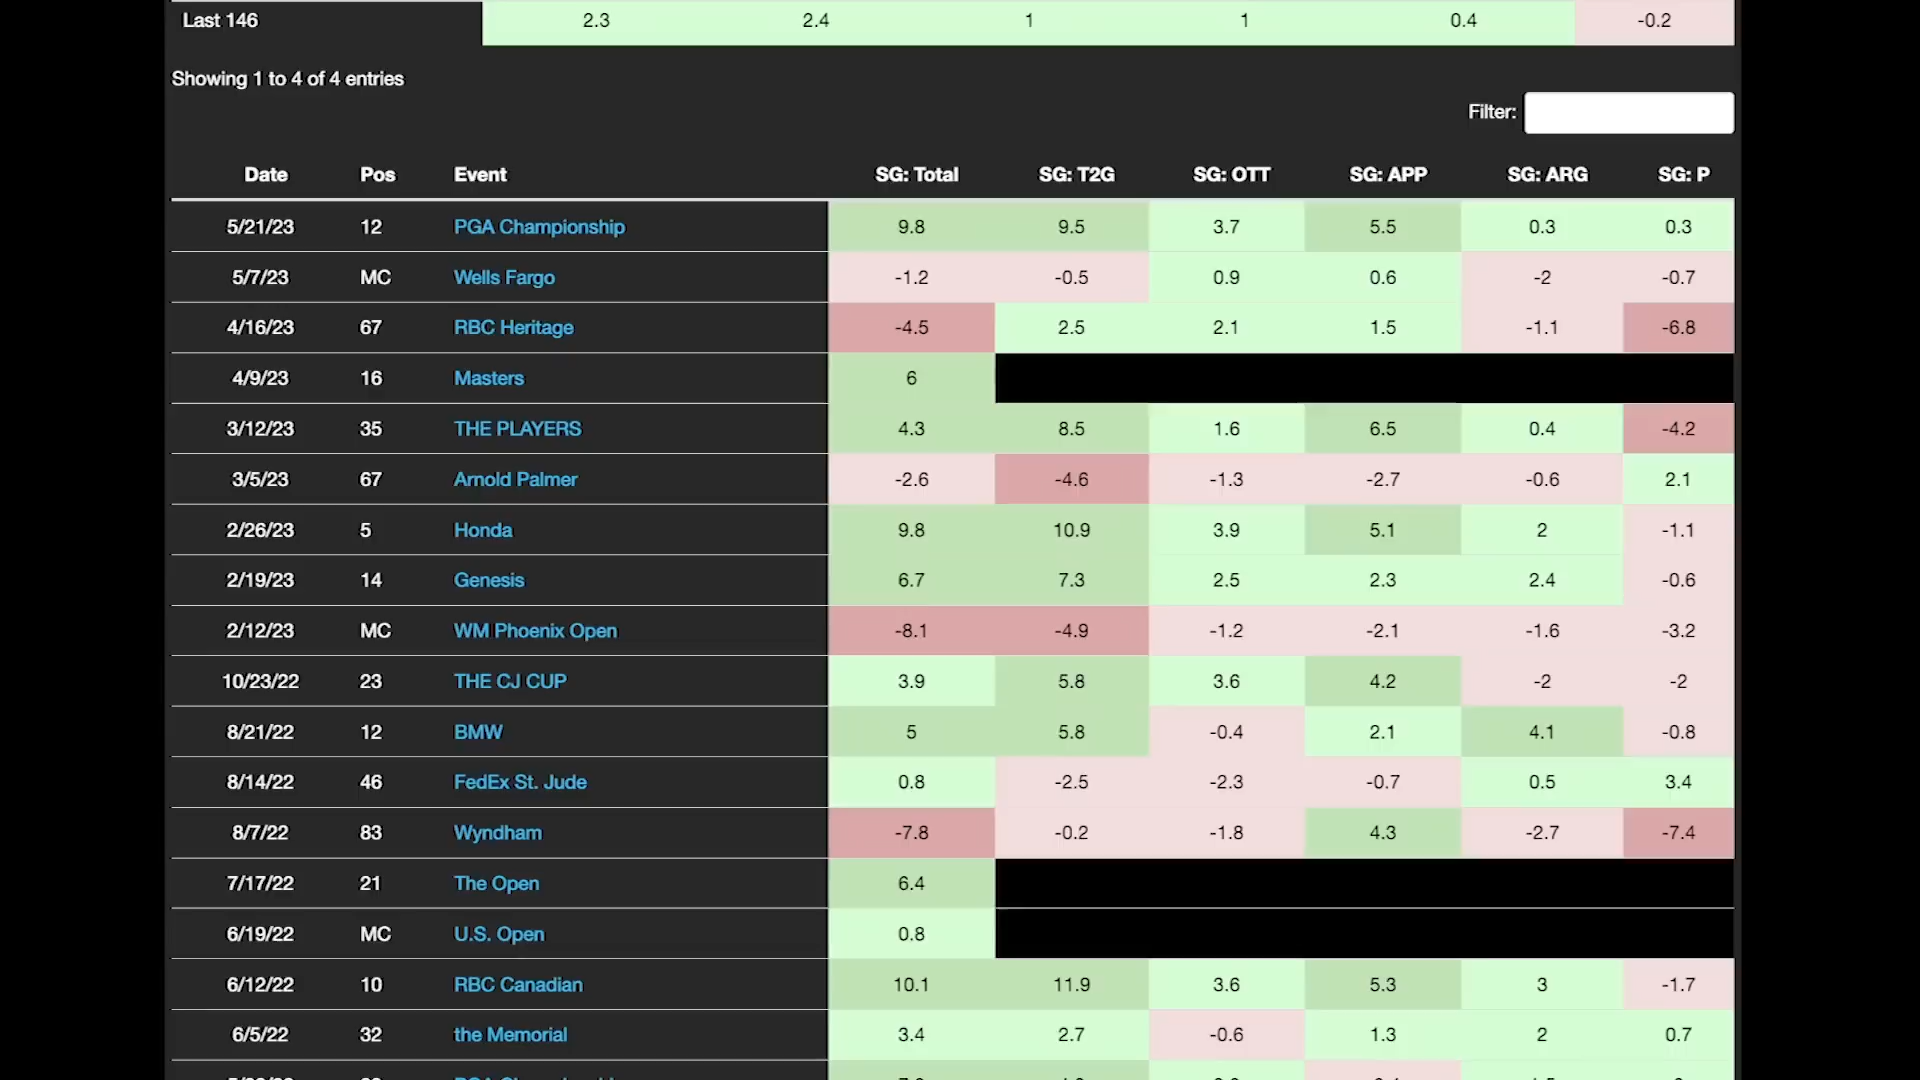 Last 146 2.3 2.4 1 1 0.4 -0.2
Showing 1 to 4 of 4 entries
Filter:
Date Pos Event SG: Total SG: T2G SG: OTT SG: APP SG: ARG SG: P
5/21/23 12 PGA Championship 9.8 9.5 3.7 5.5 0.3 0.3
5/7/23 MC Wells Fargo -1.2 -0.5 0.9 0.6 -2 -0.7
4/16/23 67 RBC Heritage -4.5 2.5 2.1 1.5 -1.1 -6.8
4/9/23 16 Masters 6
3/12/23 35 THE PLAYERS 4.3 8.5 1.6 6.5 0.4 -4.2
3/5/23 67 Arnold Palmer -2.6 -4.6 -1.3 -2.7 -0.6 2.1
2/26/23 5 Honda 9.8 10.9 3.9 5.1 2 -1.1
2/19/23 14 Genesis 6.7 7.3 2.5 2.3 2.4 -0.6
2/12/23 MC WM Phoenix Open -8.1 -4.9 -1.2 -2.1 -1.6 -3.2
10/23/22 23 THE CJ CUP 3.9 5.8 3.6 4.2 -2 -2
8/21/22 12 BMW 5 5.8 -0.4 2.1 4.1 -0.8
8/14/22 46 FedEx St. Jude 0.8 -2.5 -2.3 -0.7 0.5 3.4
8/7/22 83 Wyndham -7.8 -0.2 -1.8 4.3 -2.7 -7.4
7/17/22 21 The Open 6.4
6/19/22 MC U.S. Open 0.8
6/12/22 10 RBC Canadian 10.1 11.9 3.6 5.3 3 -1.7
6/5/22 32 the Memorial 3.4 2.7 -0.6 1.3 2 0.7